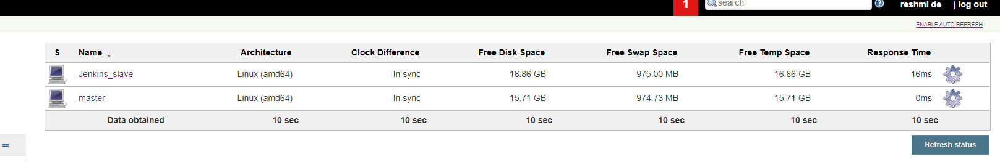 1 search ? reshmi de | log out
ENABLE AUTO REFRESH
S Name ↓ Architecture Clock Difference Free Disk Space Free Swap Space Free Temp Space Response Time
Jenkins_slave Linux (amd64) In sync 16.86 GB 975.00 MB 16.86 GB 16ms
master Linux (amd64) In sync 15.71 GB 974.73 MB 15.71 GB 0ms
Data obtained 10 sec 10 sec 10 sec 10 sec 10 sec 10 sec
Refresh status